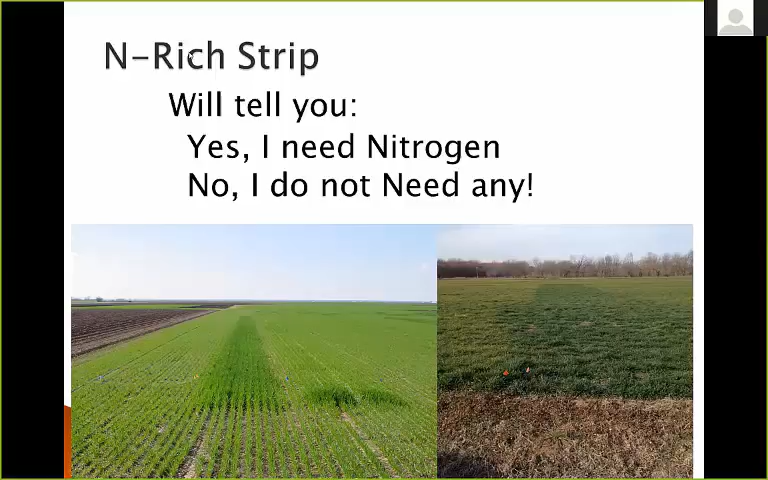 N-Rich Strip
Will tell you:
Yes, I need Nitrogen
No, I do not Need any!